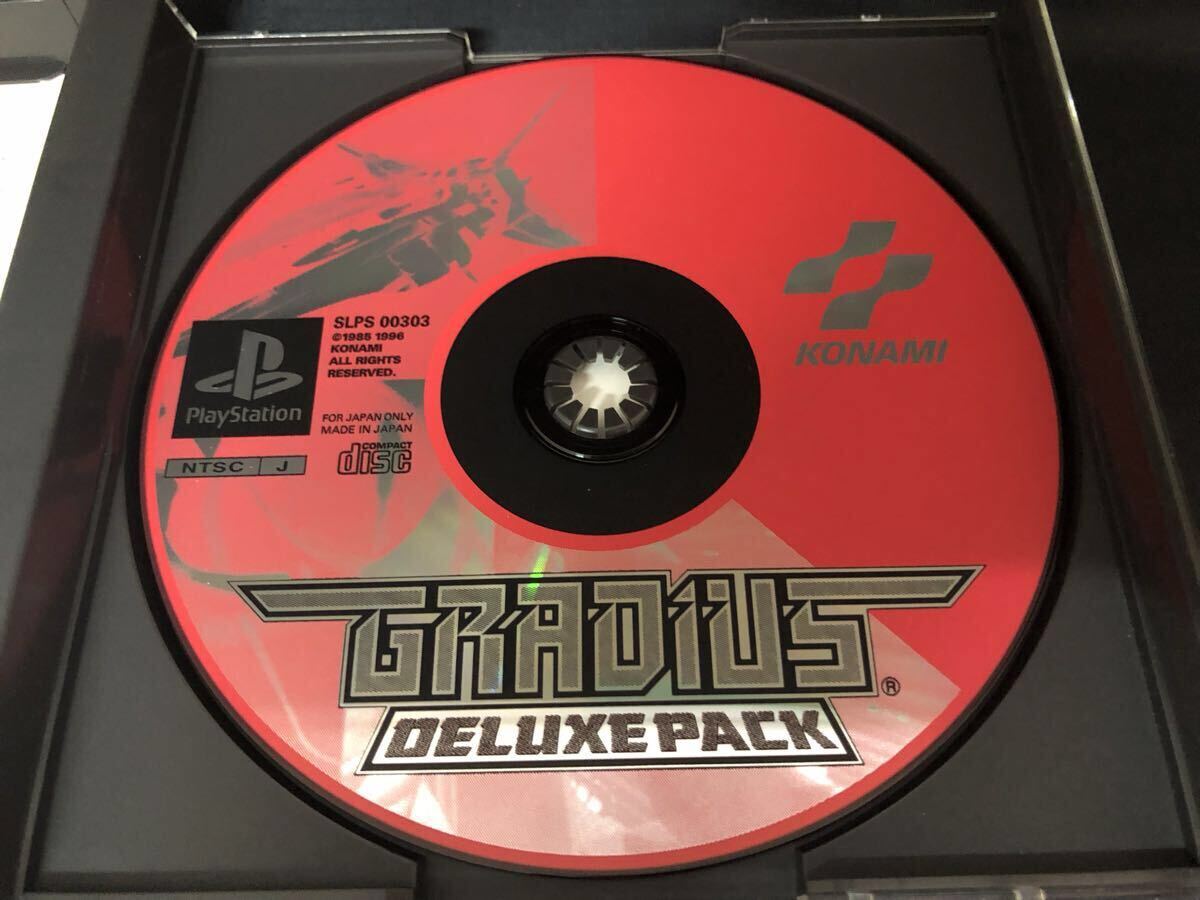 SLPS 00303
©1985 1996
KONAMI
ALL RIGHTS
RESERVED.
PlayStation
FOR JAPAN ONLY
MADE IN JAPAN
NTSC J
COMPACT
disc
KONAMI
GRADIUS®
DELUXE PACK